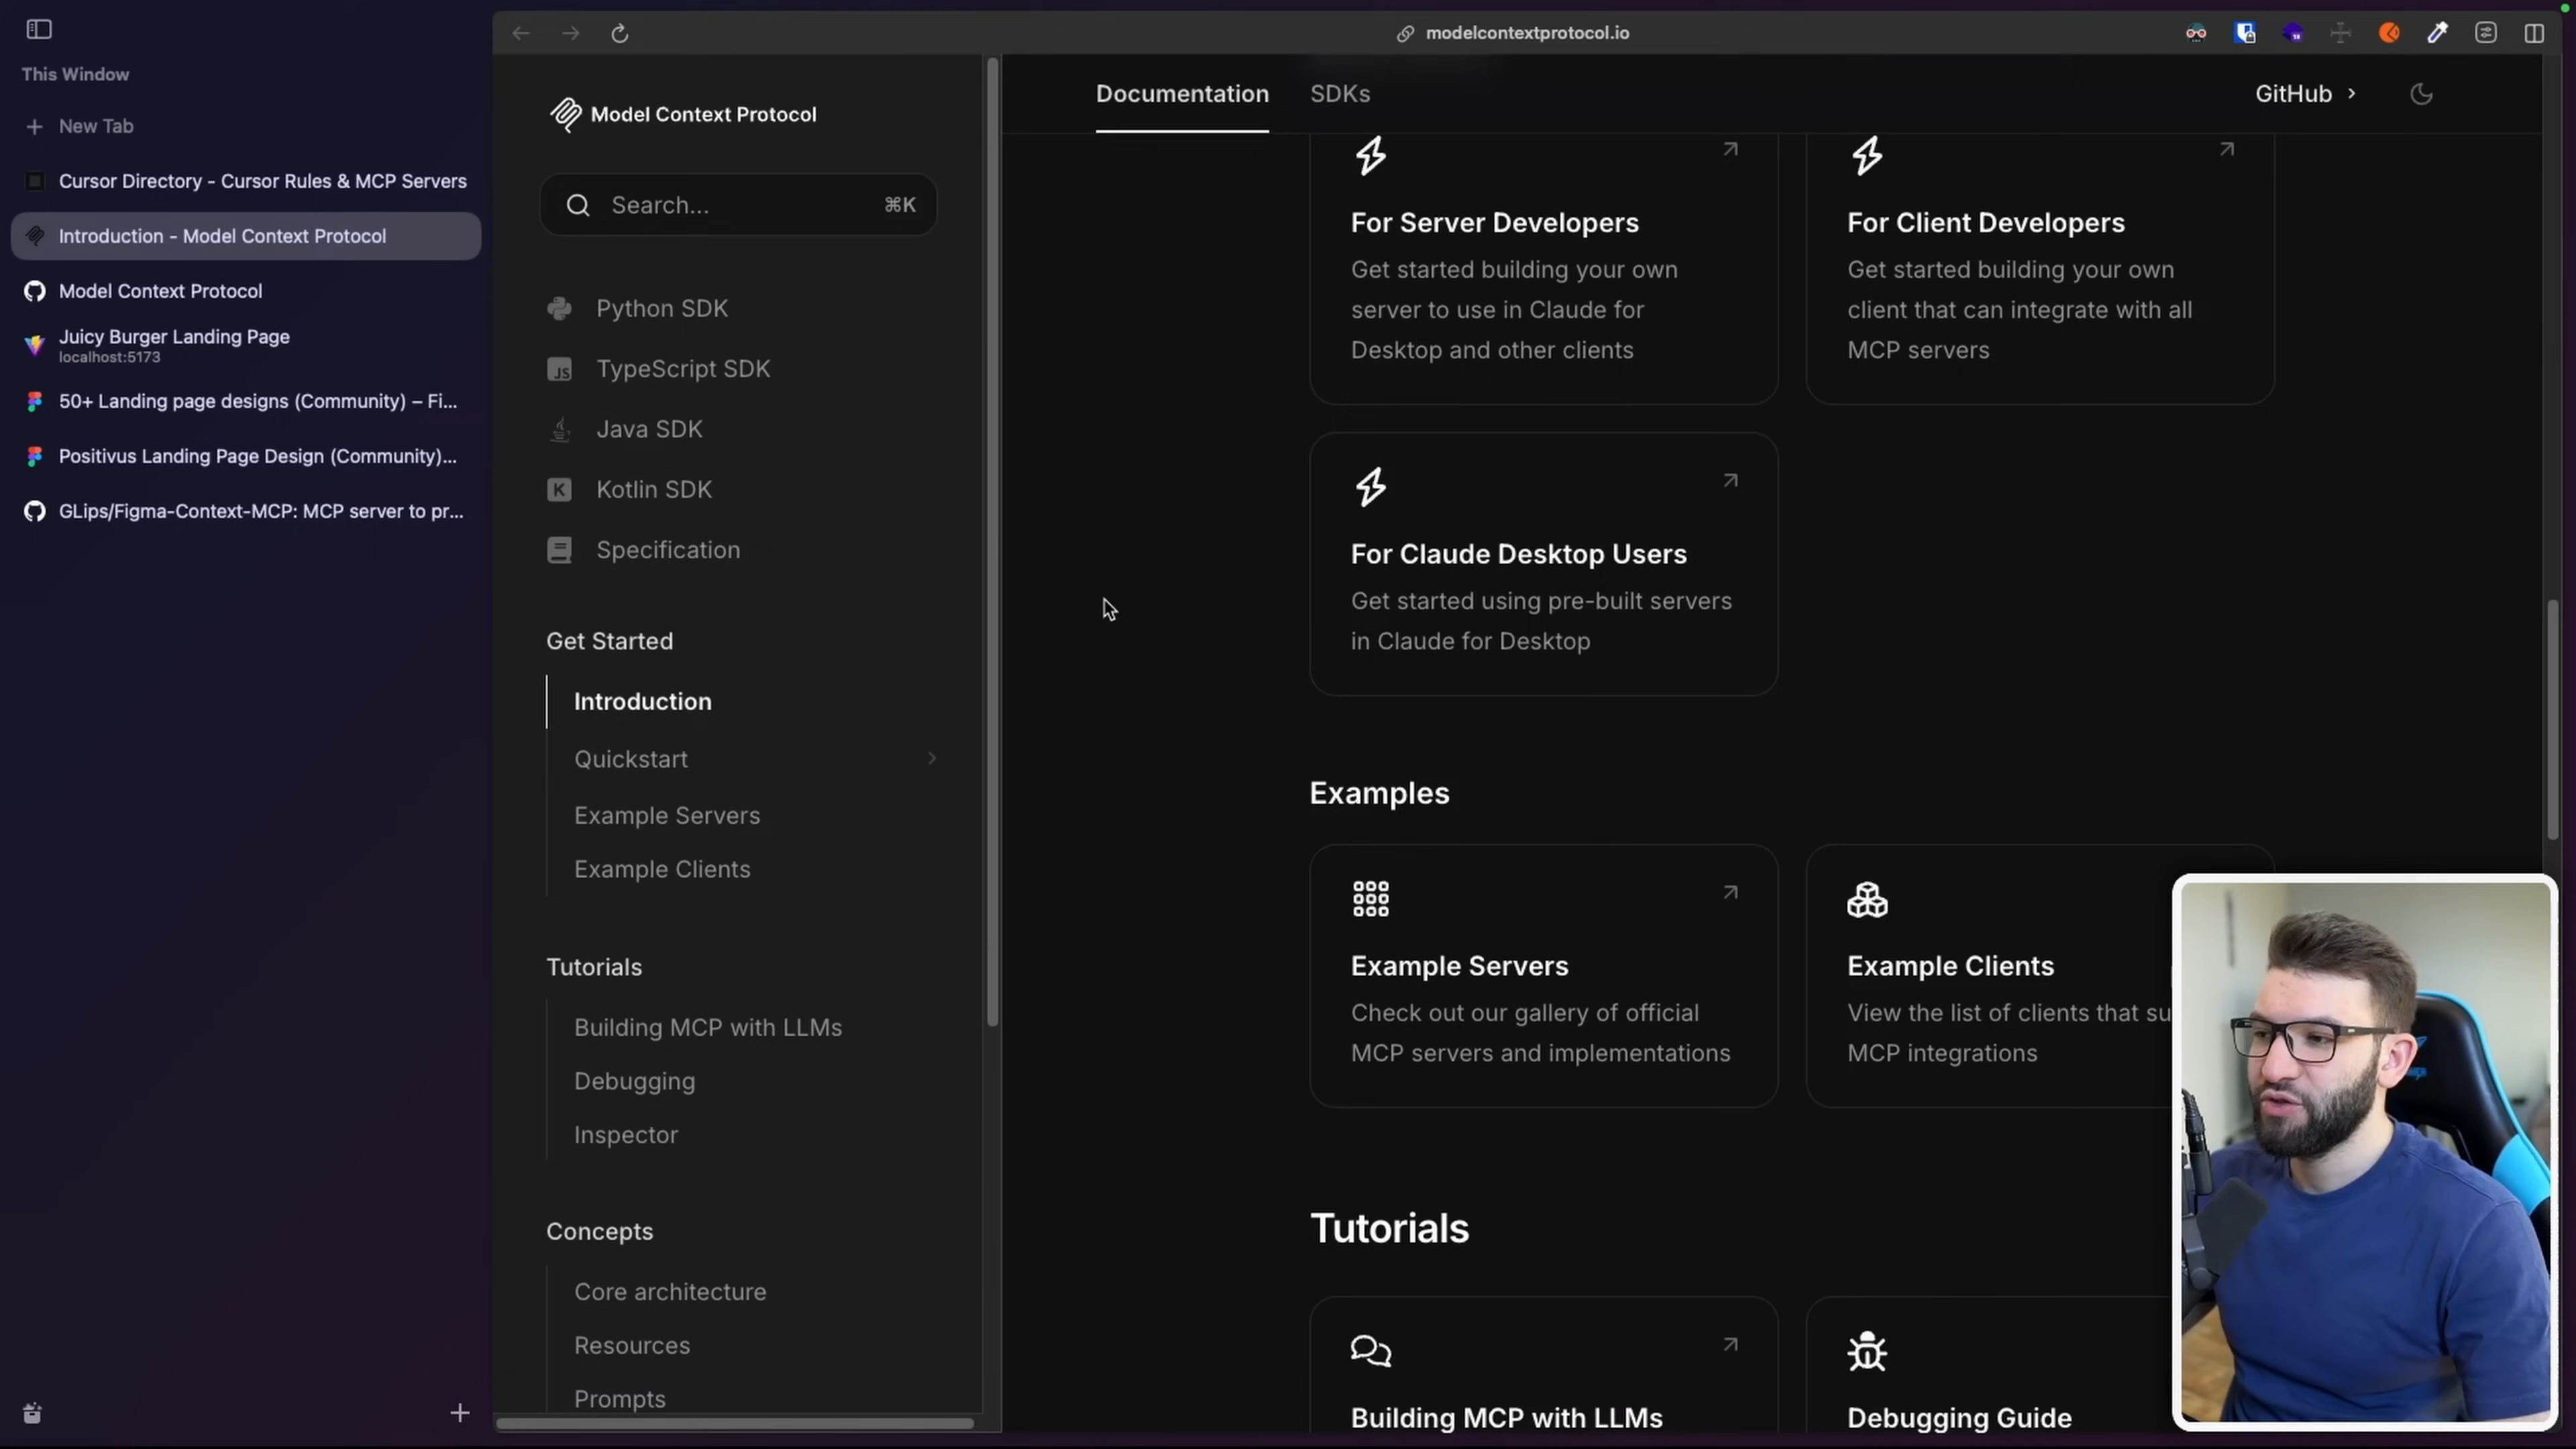 This Window
New Tab
Cursor Directory - Cursor Rules & MCP Servers
Introduction - Model Context Protocol
Model Context Protocol
Juicy Burger Landing Page
localhost:5173
50+ Landing page designs (Community) – Fi...
Positivus Landing Page Design (Community)...
GLips/Figma-Context-MCP: MCP server to pr...
modelcontextprotocol.io
Model Context Protocol
Search...
⌘K
Python SDK
TypeScript SDK
Java SDK
Kotlin SDK
Specification
Get Started
Introduction
Quickstart
Example Servers
Example Clients
Tutorials
Building MCP with LLMs
Debugging
Inspector
Concepts
Core architecture
Resources
Prompts
Documentation
SDKs
GitHub
For Server Developers
Get started building your own
server to use in Claude for
Desktop and other clients
For Client Developers
Get started building your own
client that can integrate with all
MCP servers
For Claude Desktop Users
Get started using pre-built servers
in Claude for Desktop
Examples
Example Servers
Check out our gallery of official
MCP servers and implementations
Example Clients
View the list of clients that su
MCP integrations
Tutorials
Building MCP with LLMs
Debugging Guide